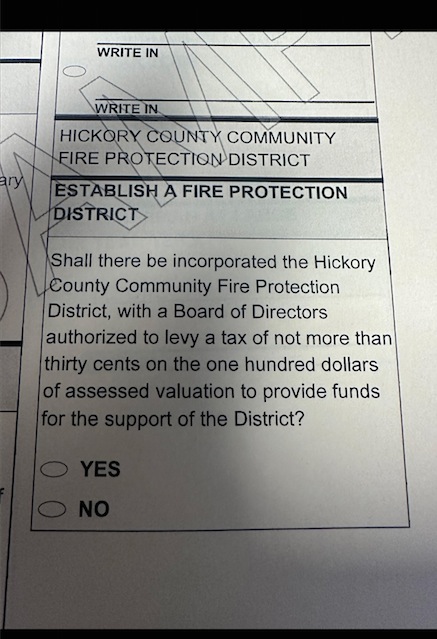 WRITE IN
WRITE IN
HICKORY COUNTY COMMUNITY
FIRE PROTECTION DISTRICT
ary
ESTABLISH A FIRE PROTECTION
DISTRICT
Shall there be incorporated the Hickory
County Community Fire Protection
District, with a Board of Directors
authorized to levy a tax of not more than
thirty cents on the one hundred dollars
of assessed valuation to provide funds
for the support of the District?
YES
NO